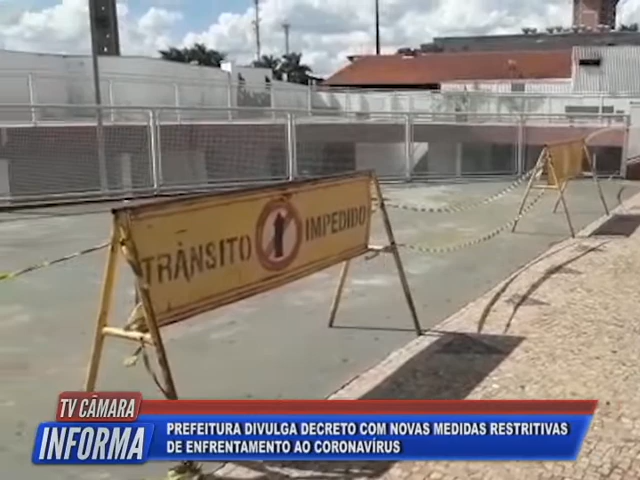 TRÂNSITO IMPEDIDO
TV CÂMARA
INFORMA
PREFEITURA DIVULGA DECRETO COM NOVAS MEDIDAS RESTRITIVAS
DE ENFRENTAMENTO AO CORONAVÍRUS